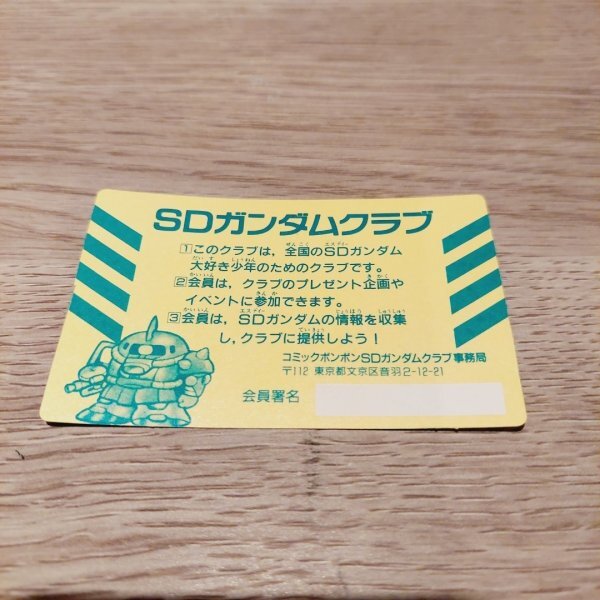 SDガンダムクラブ
1このクラブは,全国のSDガンダム
大好き少年のためのクラブです。
2会員は,クラブのプレゼント企画や
イベントに参加できます。
3会員は,SDガンダムの情報を収集
し,クラブに提供しよう!
コミックボンボンSDガンダムクラブ事務局
〒112 東京都文京区音羽2-12-21
会員署名